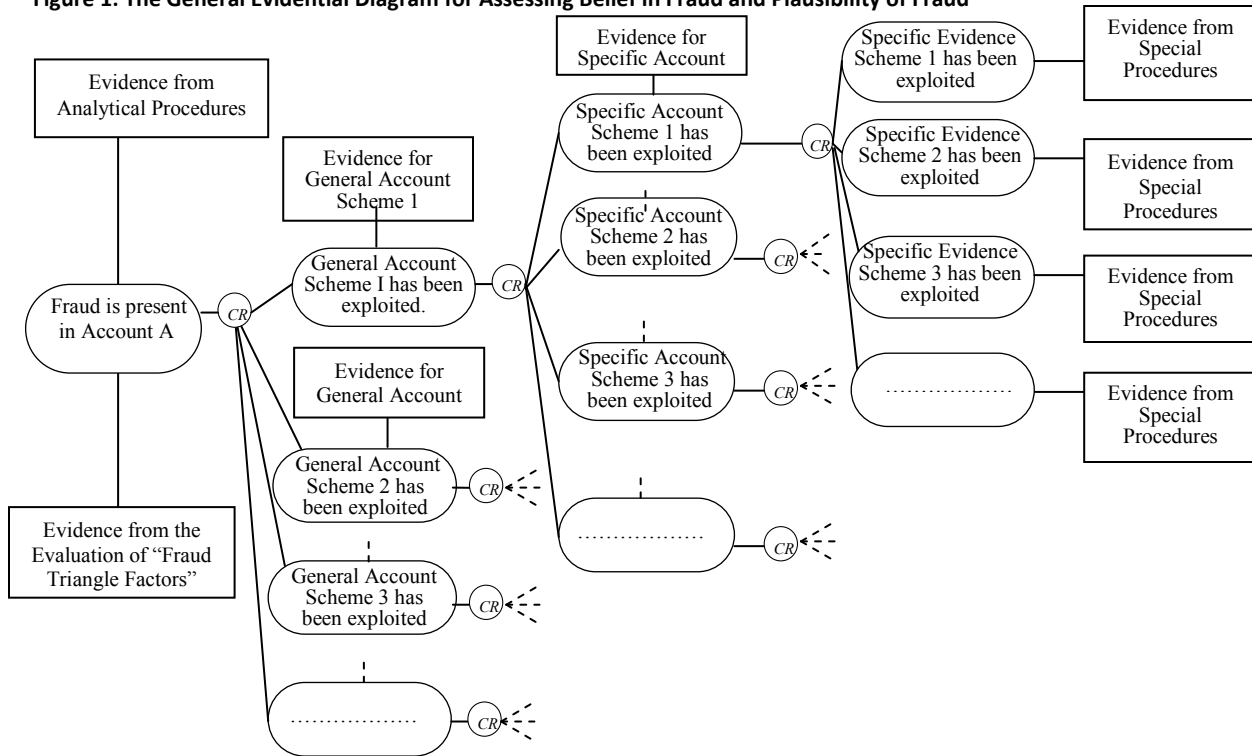 Figure 1: The General Evidential Diagram for Assessing Belief in Fraud and Plausibility of Fraud
Evidence from
Analytical Procedures
Fraud is present
in Account A
Evidence from the
Evaluation of “Fraud
Triangle Factors”
CR
Evidence for
General Account
Scheme 1
General Account
Scheme I has been
exploited.
CR
Evidence for
General Account
General Account
Scheme 2 has
been exploited
CR
General Account
Scheme 3 has
been exploited
CR
..................
CR
Evidence for
Specific Account
Specific Account
Scheme 1 has
been exploited
CR
Specific Account
Scheme 2 has
been exploited
CR
Specific Account
Scheme 3 has
been exploited
CR
..................
CR
Specific Evidence
Scheme 1 has been
exploited
Evidence from
Special
Procedures
Specific Evidence
Scheme 2 has been
exploited
Evidence from
Special
Procedures
Specific Evidence
Scheme 3 has been
exploited
Evidence from
Special
Procedures
..................
Evidence from
Special
Procedures